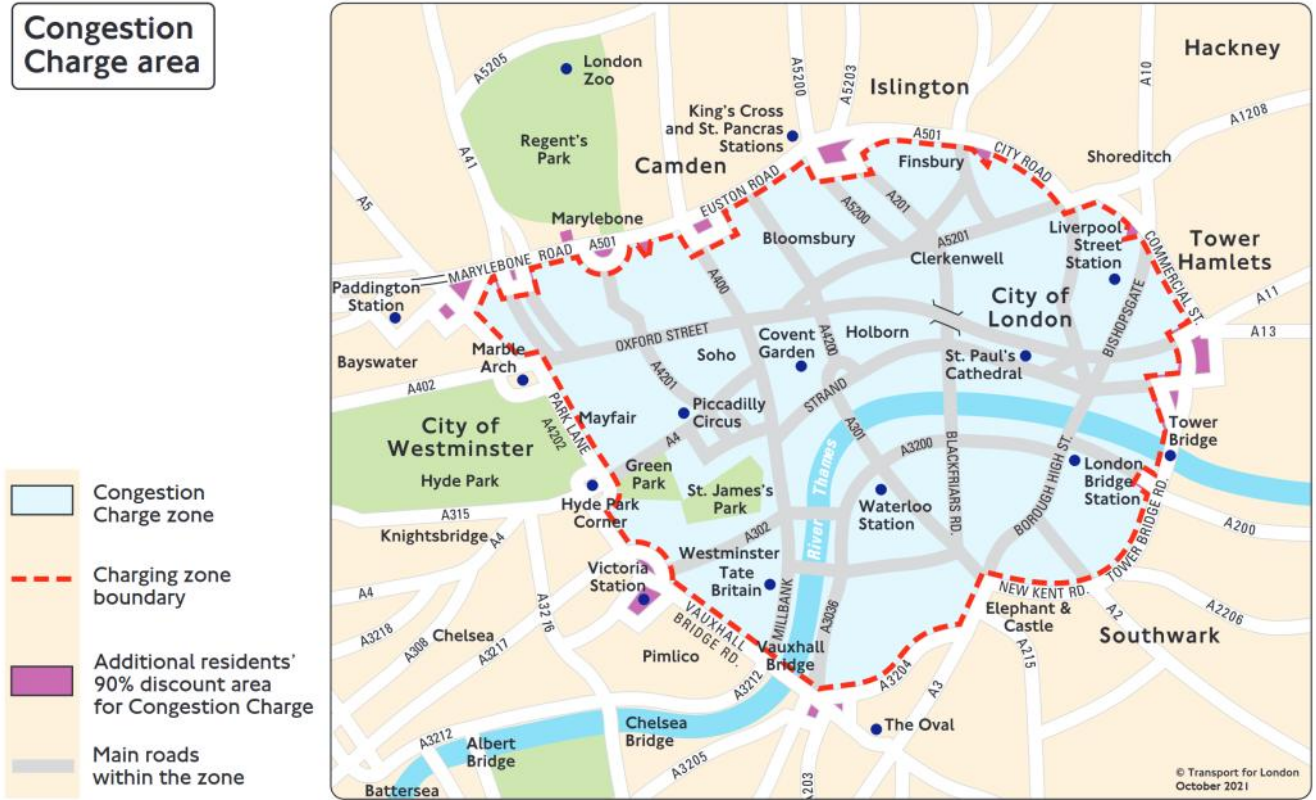 Congestion
Charge area
Congestion
Charge zone
Charging zone
boundary
Additional residents'
90% discount area
for Congestion Charge
Main roads
within the zone
A5205
London
Zoo
A5200
A5203
Islington
A10
Hackney
A1208
A41
Regent's
Park
King's Cross
and St. Pancras
Stations
Camden
A501
Finsbury
CITY ROAD
Shoreditch
A5
EUSTON ROAD
A5200
A201
Marylebone
A501
MARYLEBONE ROAD
Bloomsbury
A5201
Clerkenwell
Liverpool
Street
Station
COMMERCIAL ST.
Tower
Hamlets
Paddington
Station
A400
City of
London
BISHOPSGATE
A11
A13
Bayswater
Marble
Arch
OXFORD STREET
Soho
Covent
Garden
A4200
Holborn
St. Paul's
Cathedral
A402
A4201
STRAND
PARK LANE
A4202
Mayfair
Piccadilly
Circus
A4
A301
City of
Westminster
Hyde Park
Green
Park
St. James's
Park
River Thames
A3200
BLACKFRIARS RD.
BOROUGH HIGH ST.
Tower
Bridge
London
Bridge
Station
Hyde Park
Corner
A315
Knightsbridge
A4
Waterloo
Station
A302
TOWER BRIDGE RD.
A200
Victoria
Station
Westminster
Tate
Britain
MILLBANK
A3036
NEW KENT RD.
Elephant &
Castle
A2
A2206
Southwark
A4
A3218
A308
Chelsea
A3217
A3216
VAUXHALL
BRIDGE RD.
Pimlico
Vauxhall
Bridge
A3204
A3
A215
A3212
The Oval
A3212
Albert
Bridge
Chelsea
Bridge
A3205
Battersea
© Transport for London
October 2021